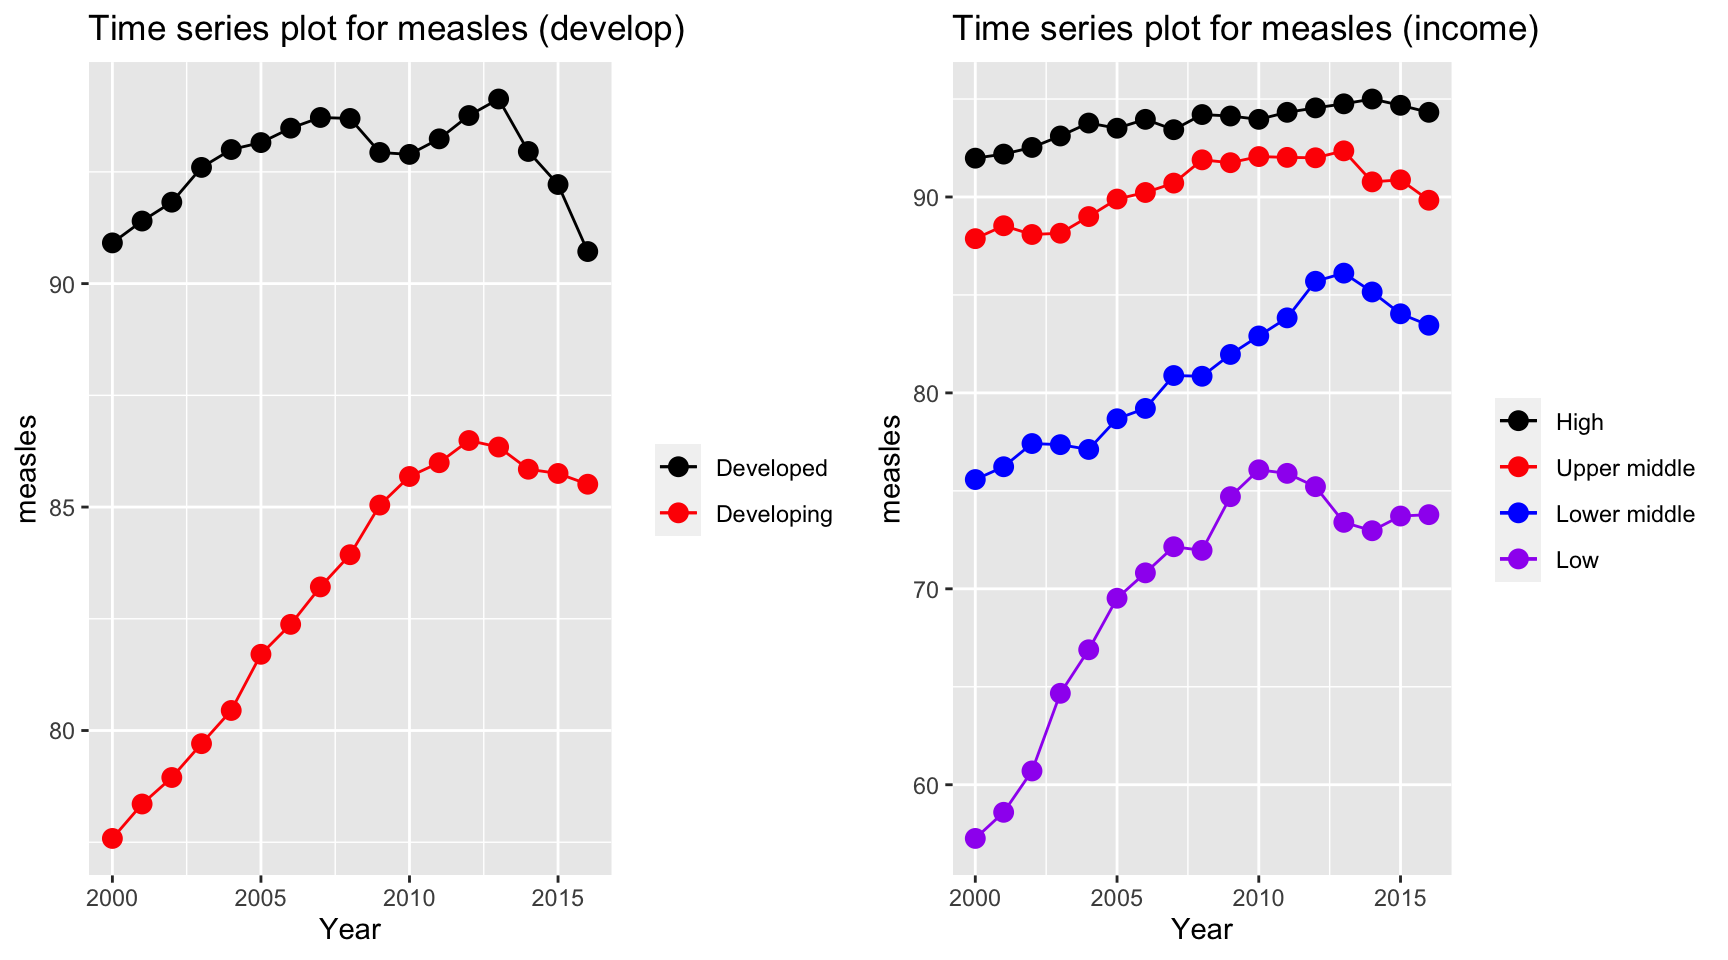 Time series plot for measles (develop)
90
85
80
measles
2000
2005
2010
2015
Year
Developed
Developing
Time series plot for measles (income)
90
80
70
60
measles
2000
2005
2010
2015
Year
High
Upper middle
Lower middle
Low